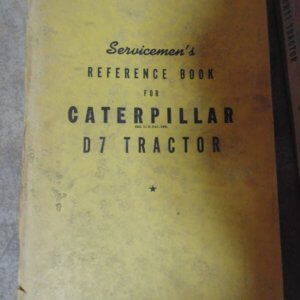 Servicemen's
REFERENCE BOOK
FOR
CATERPILLAR
D7 TRACTOR